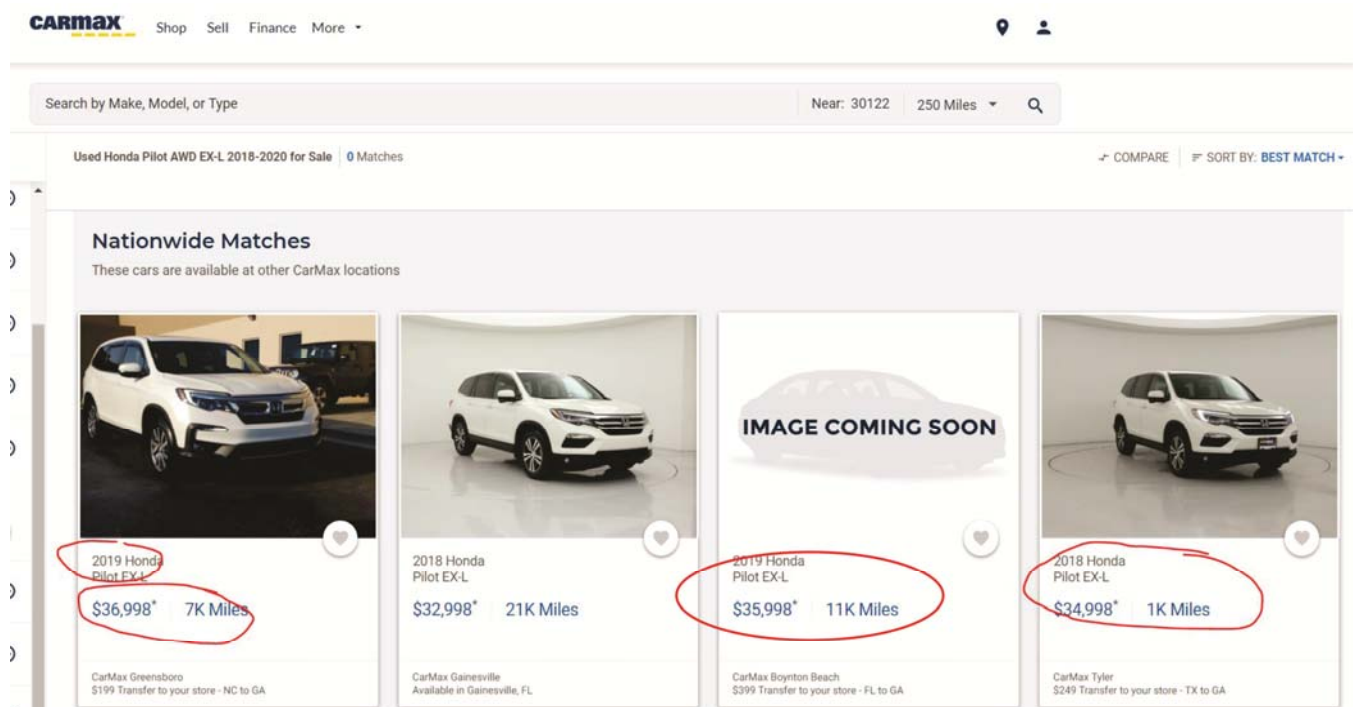 CARMAX Shop Sell Finance More
Search by Make, Model, or Type Near: 30122 250 Miles
Used Honda Pilot AWD EX-L 2018-2020 for Sale 0 Matches COMPARE SORT BY: BEST MATCH
Nationwide Matches
These cars are available at other CarMax locations
IMAGE COMING SOON
2019 Honda
Pilot EX-L
$36,998* 7K Miles
CarMax Greensboro
$199 Transfer to your store - NC to GA
2018 Honda
Pilot EX-L
$32,998* 21K Miles
CarMax Gainesville
Available in Gainesville, FL
2019 Honda
Pilot EX-L
$35,998* 11K Miles
CarMax Boynton Beach
$399 Transfer to your store - FL to GA
2018 Honda
Pilot EX-L
$34,998* 1K Miles
CarMax Tyler
$249 Transfer to your store - TX to GA